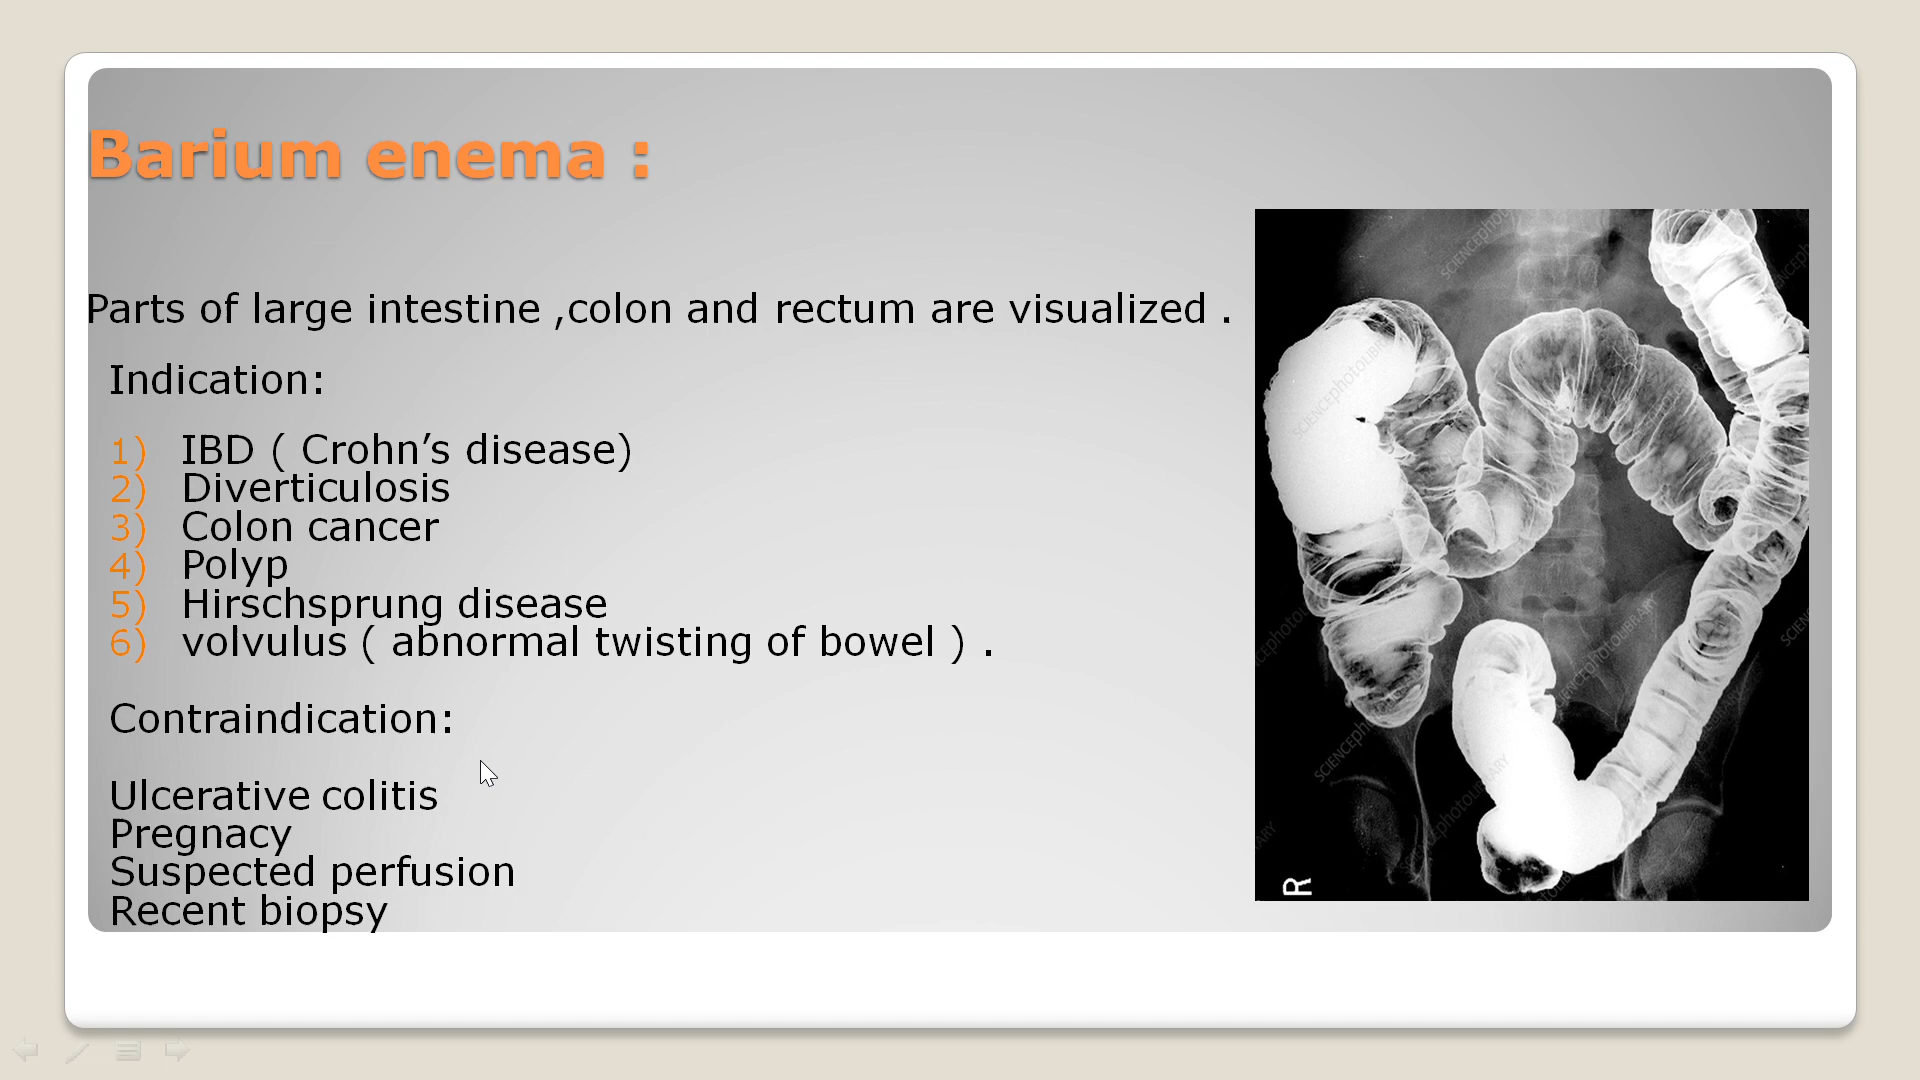 Barium enema :
Parts of large intestine ,colon and rectum are visualized .
Indication:
1) IBD ( Crohn’s disease)
2) Diverticulosis
3) Colon cancer
4) Polyp
5) Hirschsprung disease
6) volvulus ( abnormal twisting of bowel ) .
Contraindication:
Ulcerative colitis
Pregnacy
Suspected perfusion
Recent biopsy
SCIENCEphotoLIBRARY
R